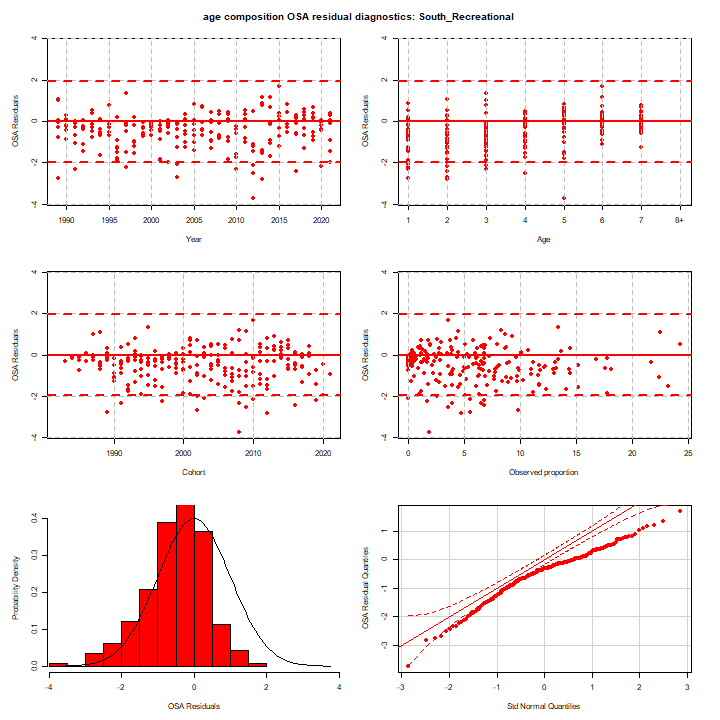 age composition OSA residual diagnostics: South_Recreational
OSA Residuals
4
2
0
-2
-4
1990 1995 2000 2005 2010 2015 2020
Year
OSA Residuals
4
2
0
-2
-4
1 2 3 4 5 6 7 8+
Age
OSA Residuals
4
2
0
-2
-4
1990 2000 2010 2020
Cohort
OSA Residuals
4
2
0
-2
-4
0 5 10 15 20 25
Observed proportion
Probability Density
0.4
0.3
0.2
0.1
0.0
-4 -2 0 2 4
OSA Residuals
OSA Residual Quantiles
1
0
-1
-2
-3
-3 -2 -1 0 1 2 3
Std Normal Quantiles